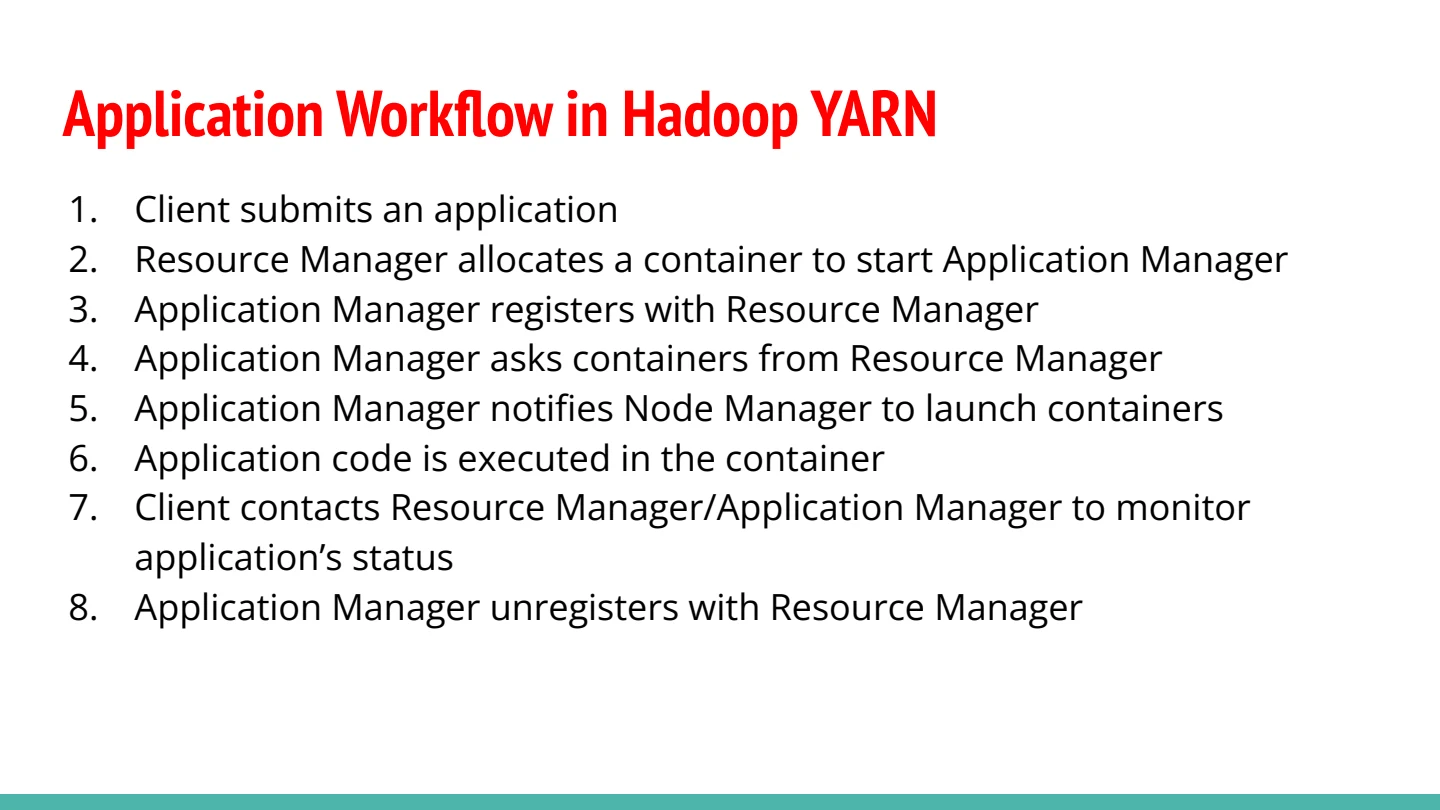 Application Workflow in Hadoop YARN
1. Client submits an application
2. Resource Manager allocates a container to start Application Manager
3. Application Manager registers with Resource Manager
4. Application Manager asks containers from Resource Manager
5. Application Manager notifies Node Manager to launch containers
6. Application code is executed in the container
7. Client contacts Resource Manager/Application Manager to monitor
application’s status
8. Application Manager unregisters with Resource Manager